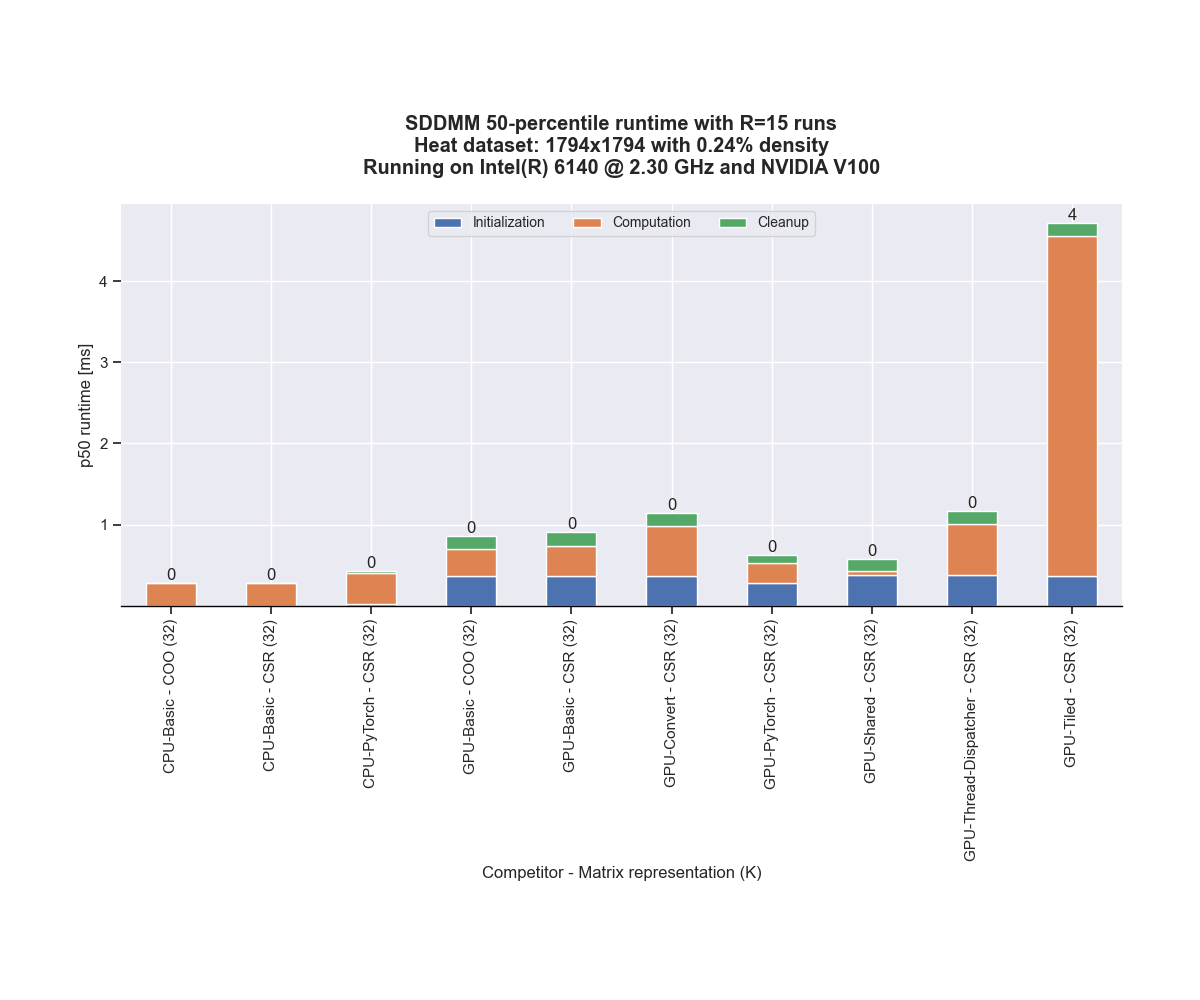 SDDMM 50-percentile runtime with R=15 runs
Heat dataset: 1794x1794 with 0.24% density
Running on Intel(R) 6140 @ 2.30 GHz and NVIDIA V100
Initialization Computation Cleanup
p50 runtime [ms]
4
3
2
1
0
0
0
0
0
0
0
0
0
4
CPU-Basic - COO (32)
CPU-Basic - CSR (32)
CPU-PyTorch - CSR (32)
GPU-Basic - COO (32)
GPU-Basic - CSR (32)
GPU-Convert - CSR (32)
GPU-PyTorch - CSR (32)
GPU-Shared - CSR (32)
GPU-Thread-Dispatcher - CSR (32)
GPU-Tiled - CSR (32)
Competitor - Matrix representation (K)